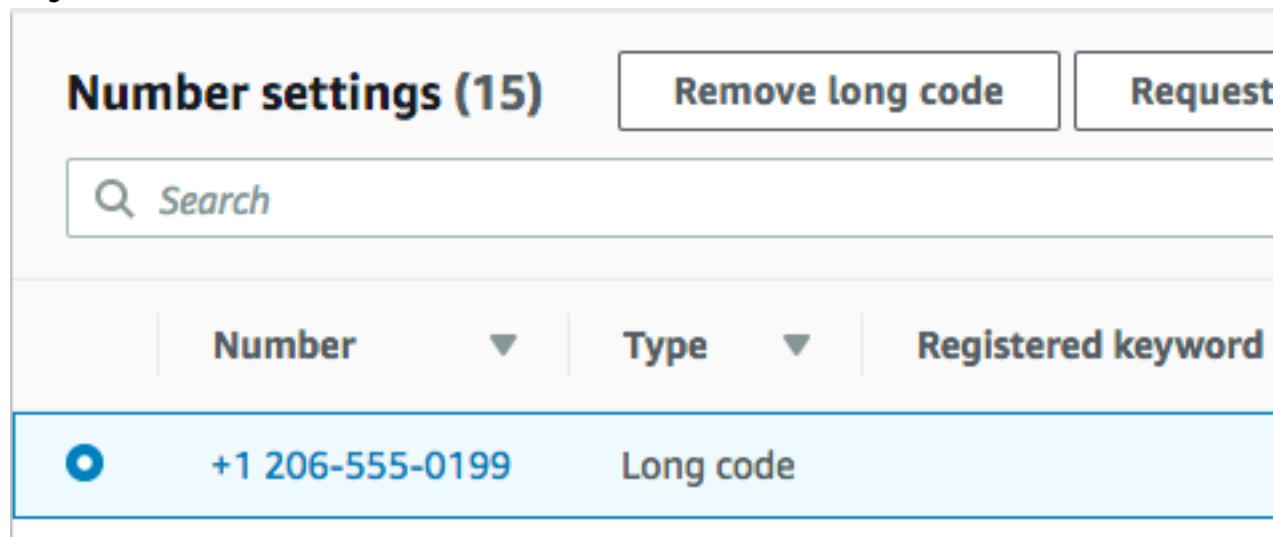 Number settings (15) Remove long code Request
Search
Number Type Registered keyword
+1 206-555-0199 Long code